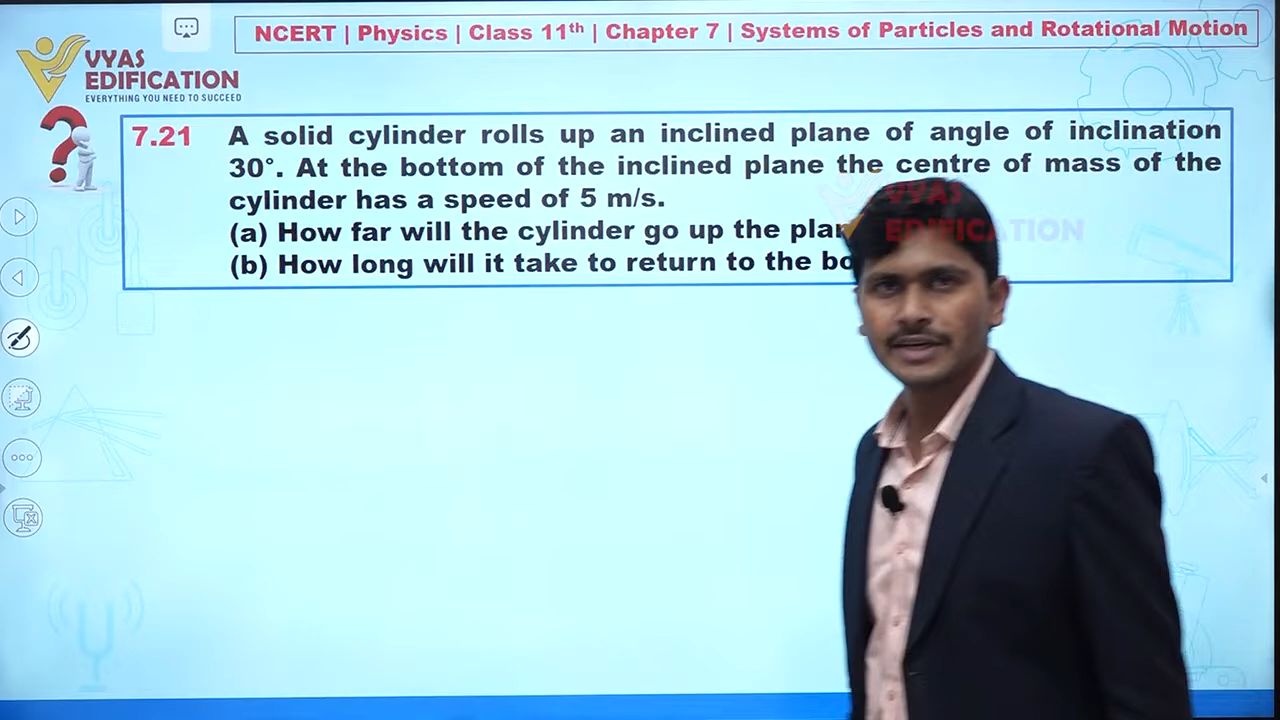 NCERT | Physics | Class 11th | Chapter 7 | Systems of Particles and Rotational Motion
VYAS
EDIFICATION
EVERYTHING YOU NEED TO SUCCEED
7.21 A solid cylinder rolls up an inclined plane of angle of inclination
30°. At the bottom of the inclined plane the centre of mass of the
cylinder has a speed of 5 m/s.
(a) How far will the cylinder go up the
(b) How long will it take to return to the
VYAS
EDIFICATION